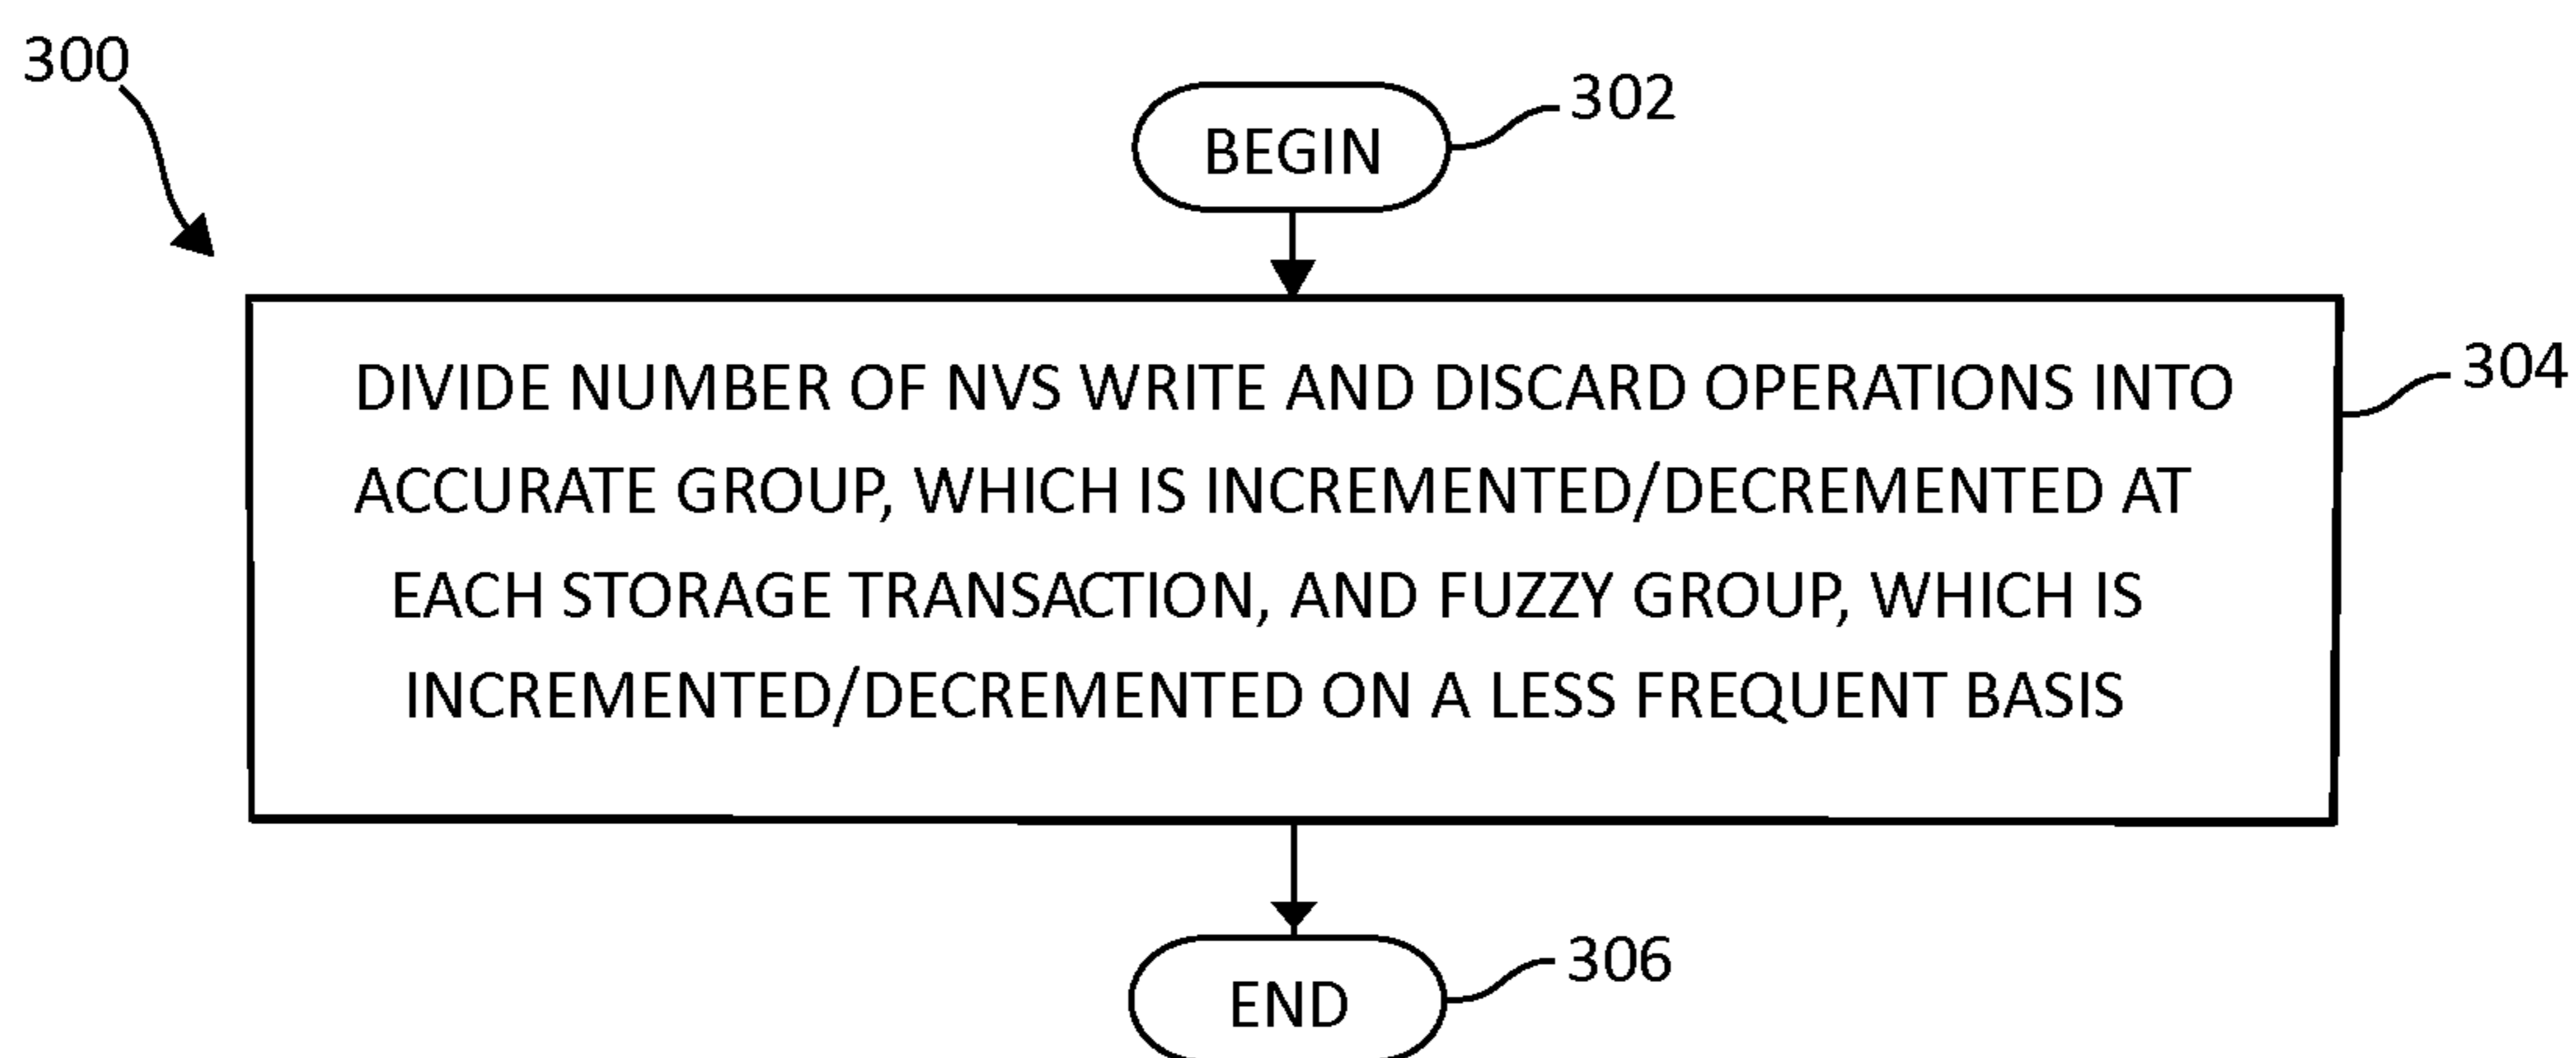 300
302
BEGIN
304
DIVIDE NUMBER OF NVS WRITE AND DISCARD OPERATIONS INTO
ACCURATE GROUP, WHICH IS INCREMENTED/DECREMENTED AT
EACH STORAGE TRANSACTION, AND FUZZY GROUP, WHICH IS
INCREMENTED/DECREMENTED ON A LESS FREQUENT BASIS
306
END